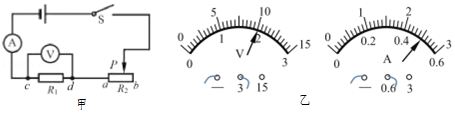 S
A
V
P
c R₁ d a R₂ b
甲
0 5 10 15
0 1 2 3
V
— 3 15
乙
0 1 2 3
0 0.2 0.4 0.6
A
— 0.6 3